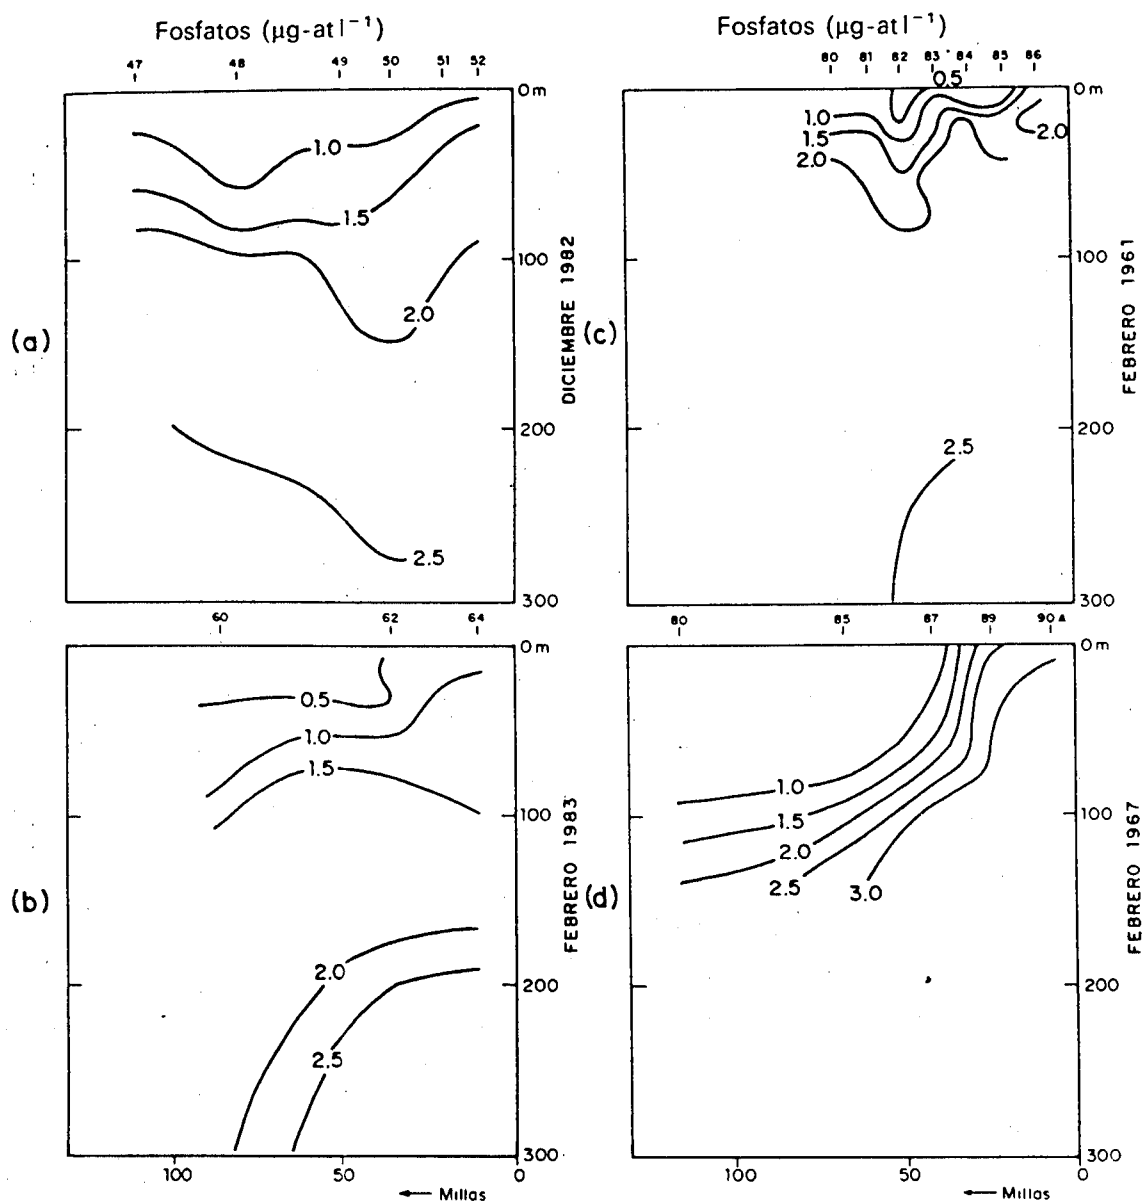 Fosfatos (μg-at l⁻¹)
47 48 49 50 51 52
0 m
1.0
1.5
100
2.0
200
2.5
300
DICIEMBRE 1982
(a)
Fosfatos (μg-at l⁻¹)
80 81 82 83 84 85 86
0 m
0.5
1.0
1.5
2.0
2.0
100
200
2.5
300
FEBRERO 1961
(c)
60 62 64
0 m
0.5
1.0
1.5
100
2.0
200
2.5
300
FEBRERO 1983
(b)
100 50 0
← Millas
80 85 87 89 90 A
0 m
1.0
1.5
100
2.0
2.5
3.0
200
300
FEBRERO 1967
(d)
100 50 0
← Millas